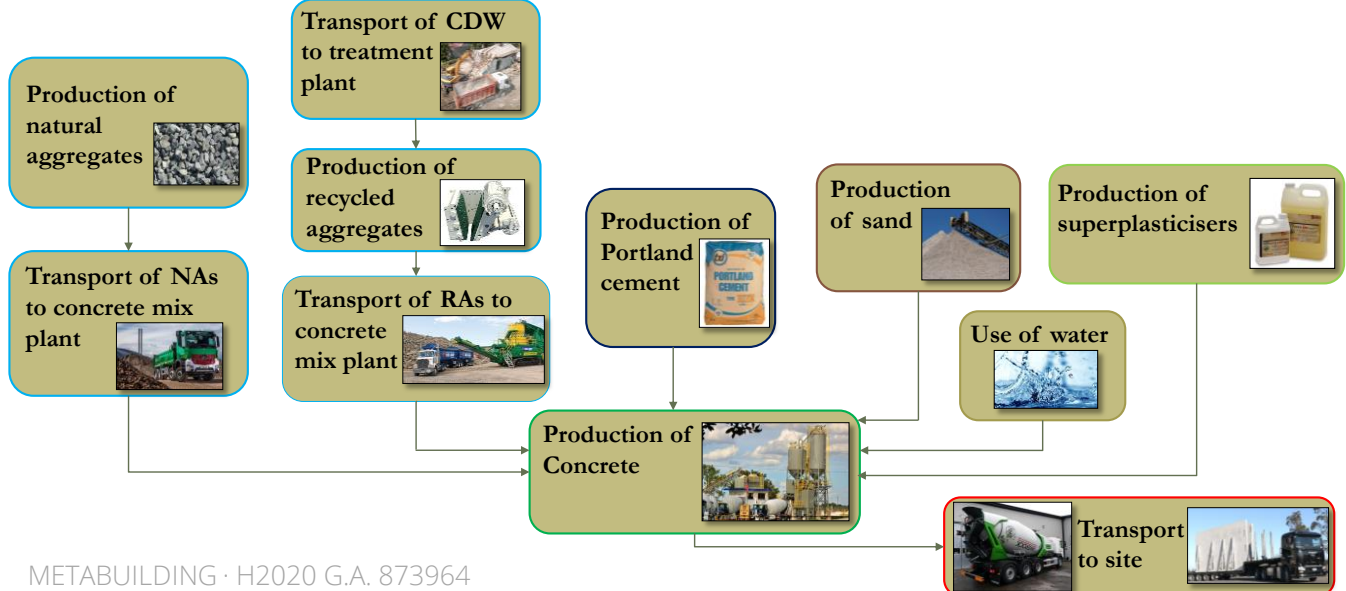 Transport of CDW
to treatment
plant
Production of
natural
aggregates
Production of
recycled
aggregates
Production
of sand
Production of
superplasticisers
Production of
Portland
cement
PORTLAND
CEMENT
Transport of NAs
to concrete mix
plant
Transport of RAs to
concrete
mix plant
Use of water
Production of
Concrete
Transport
to site
METABUILDING · H2020 G.A. 873964